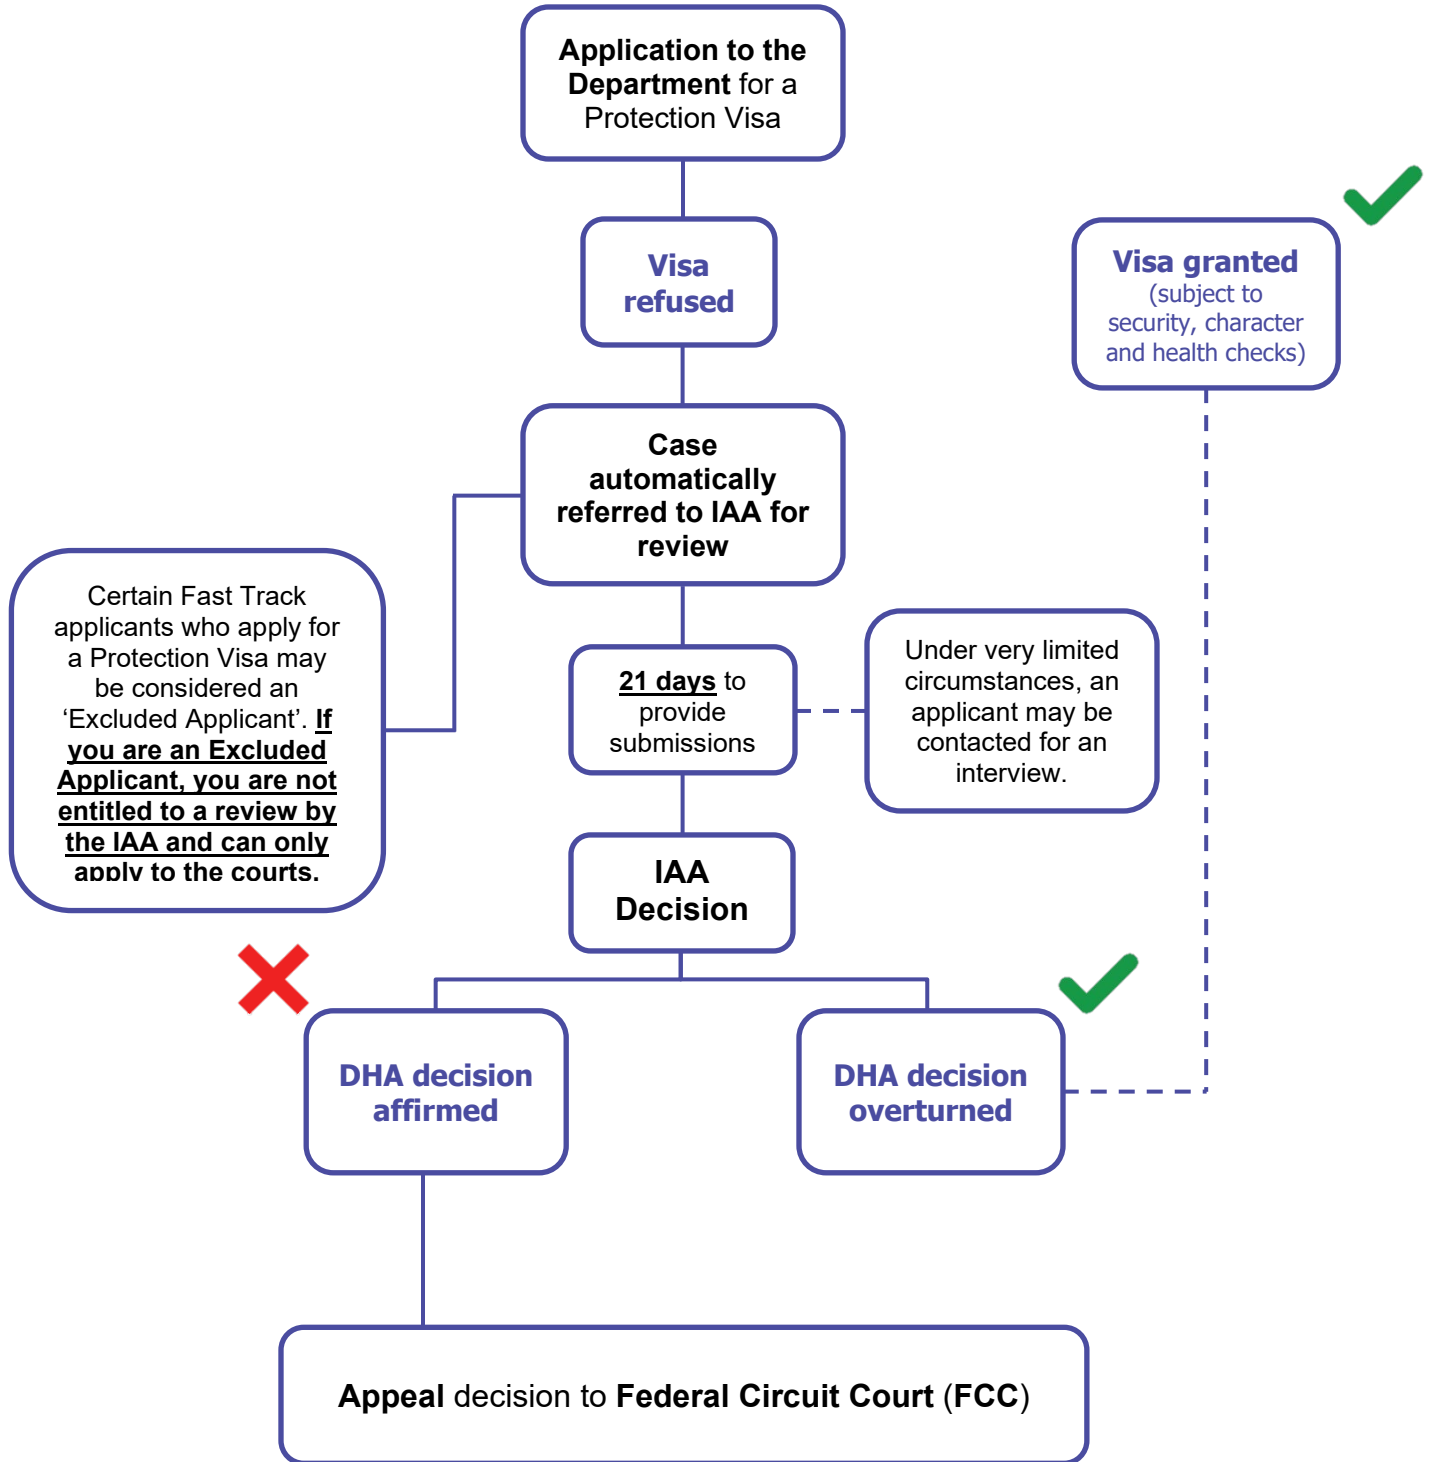 Application to the
Department for a
Protection Visa
Visa
refused
Visa granted
(subject to
security, character
and health checks)
Case
automatically
referred to IAA for
review
Certain Fast Track
applicants who apply for
a Protection Visa may
be considered an
‘Excluded Applicant’. If
you are an Excluded
Applicant, you are not
entitled to a review by
the IAA and can only
apply to the courts.
21 days to
provide
submissions
Under very limited
circumstances, an
applicant may be
contacted for an
interview.
IAA
Decision
DHA decision
affirmed
DHA decision
overturned
Appeal decision to Federal Circuit Court (FCC)